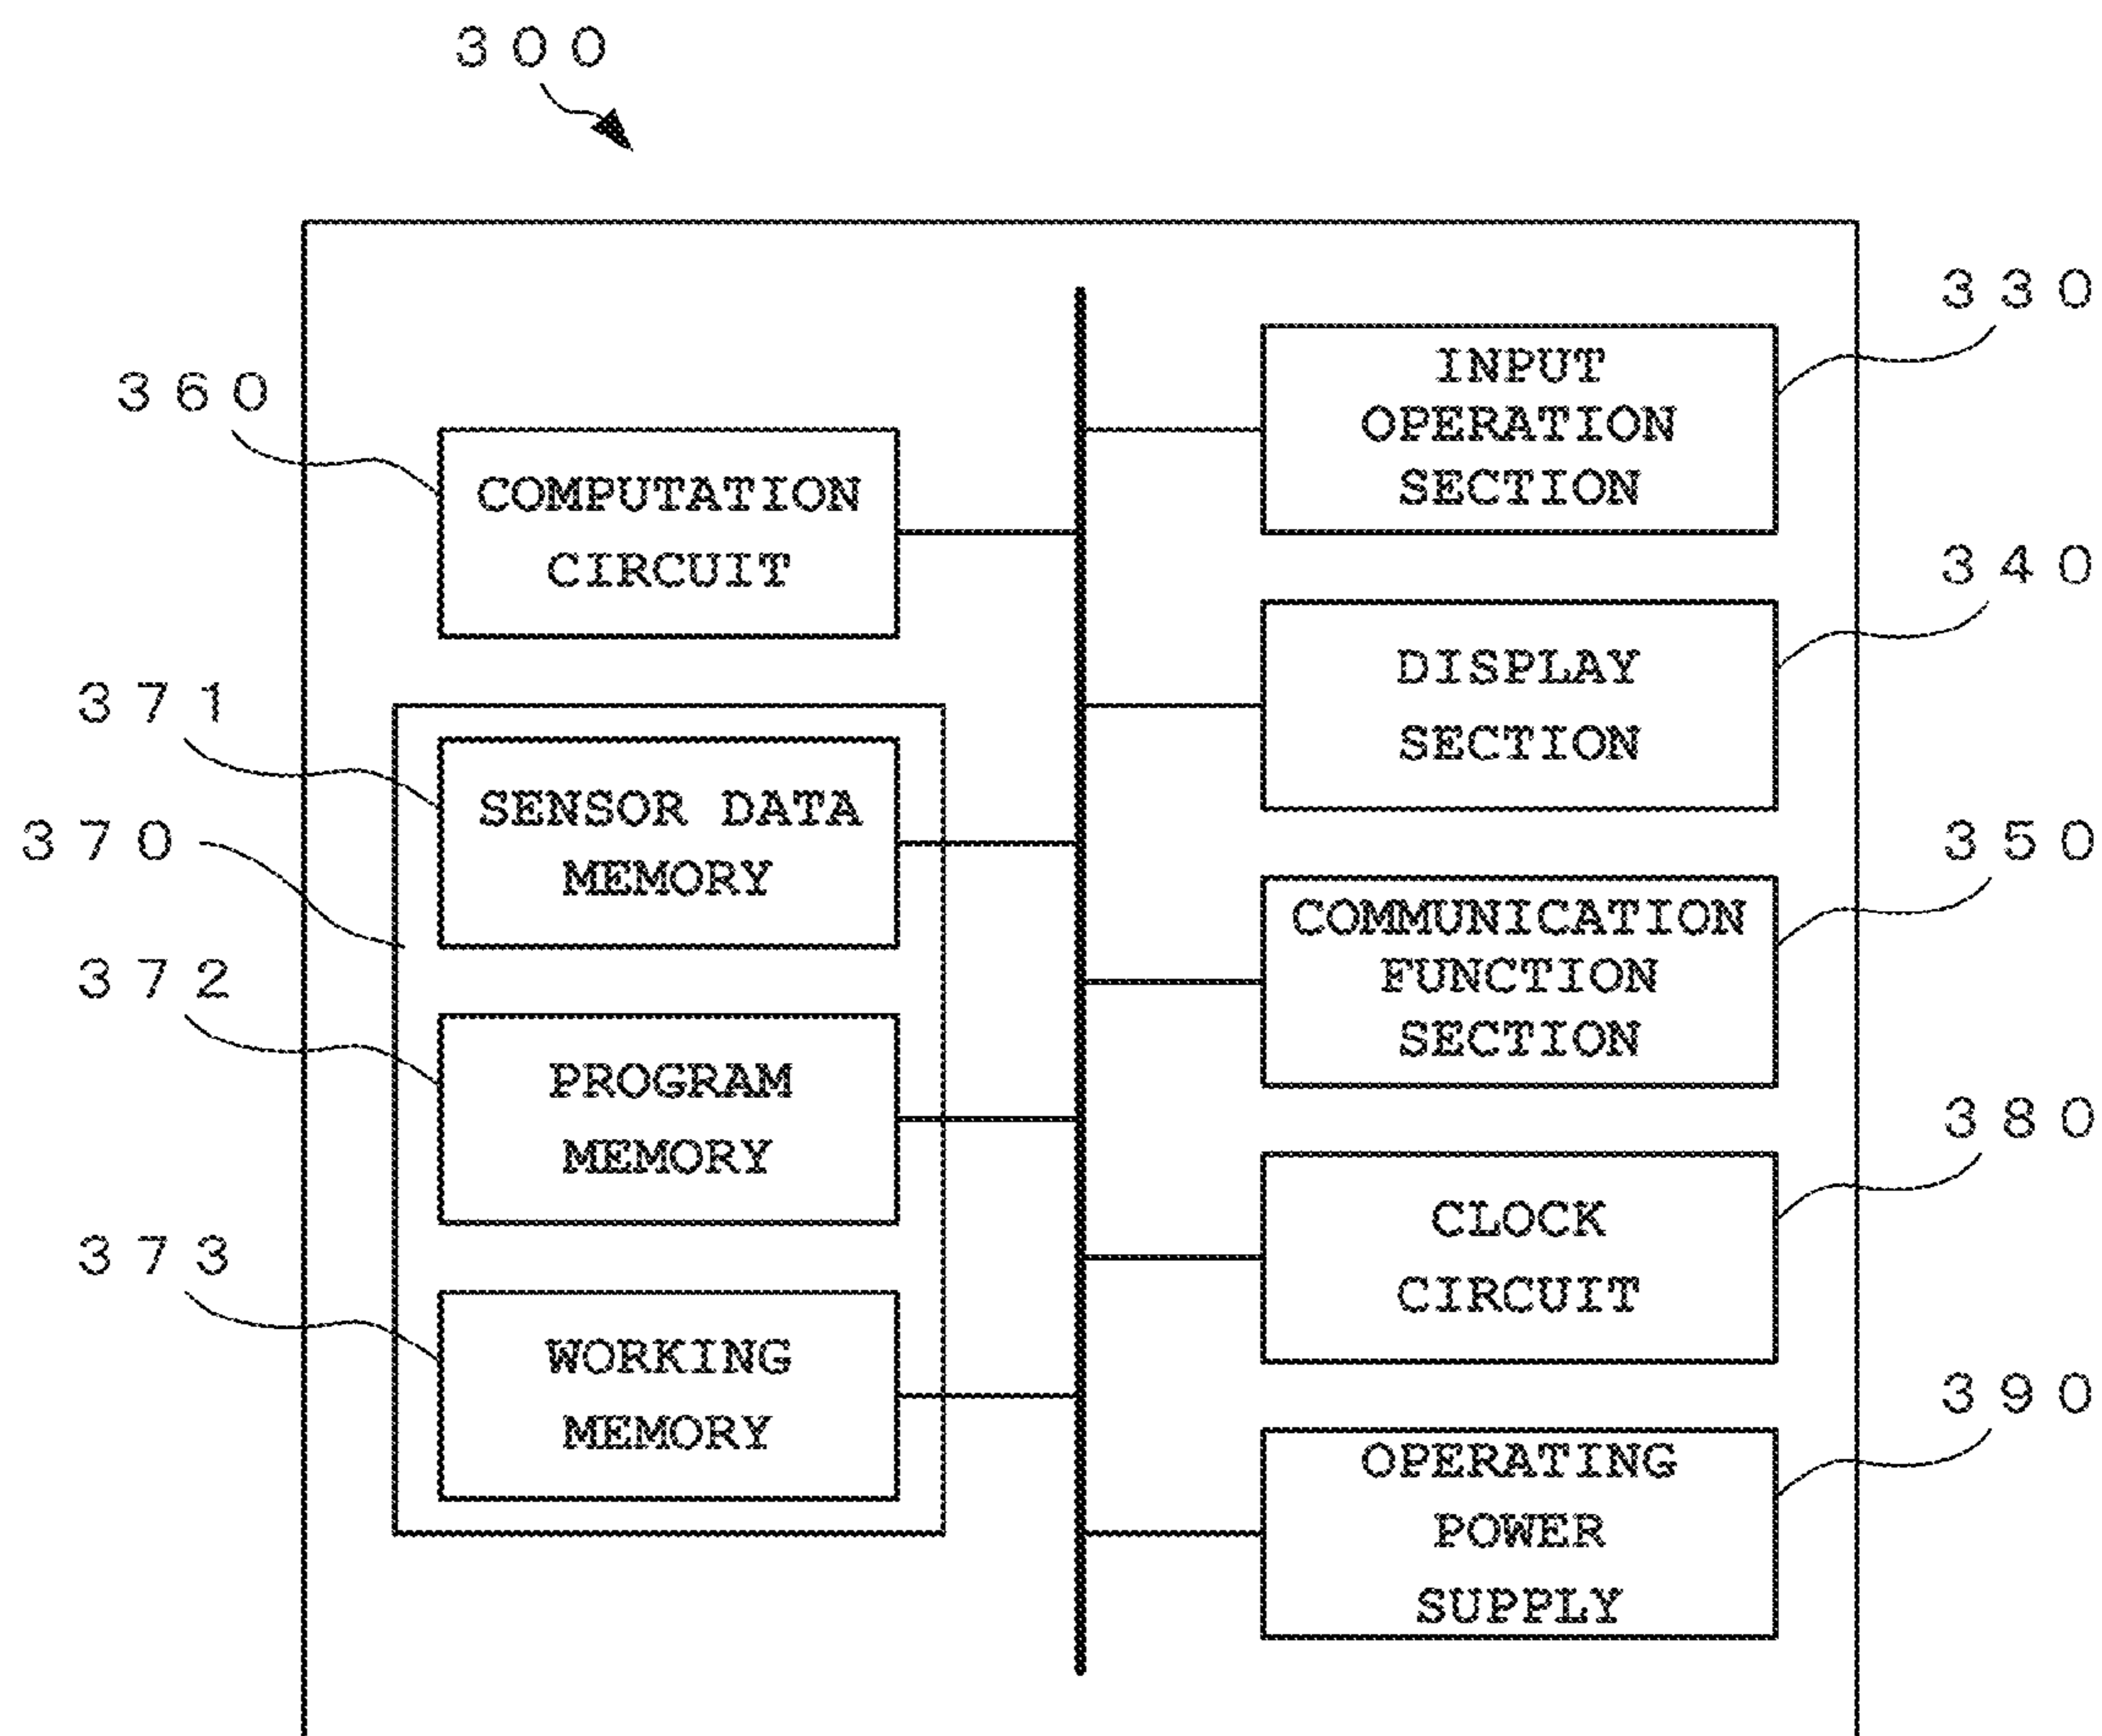 300
330
INPUT
OPERATION
SECTION
360
COMPUTATION
CIRCUIT
340
DISPLAY
SECTION
371
SENSOR DATA
MEMORY
370
350
COMMUNICATION
FUNCTION
SECTION
372
PROGRAM
MEMORY
380
CLOCK
CIRCUIT
373
WORKING
MEMORY
390
OPERATING
POWER
SUPPLY